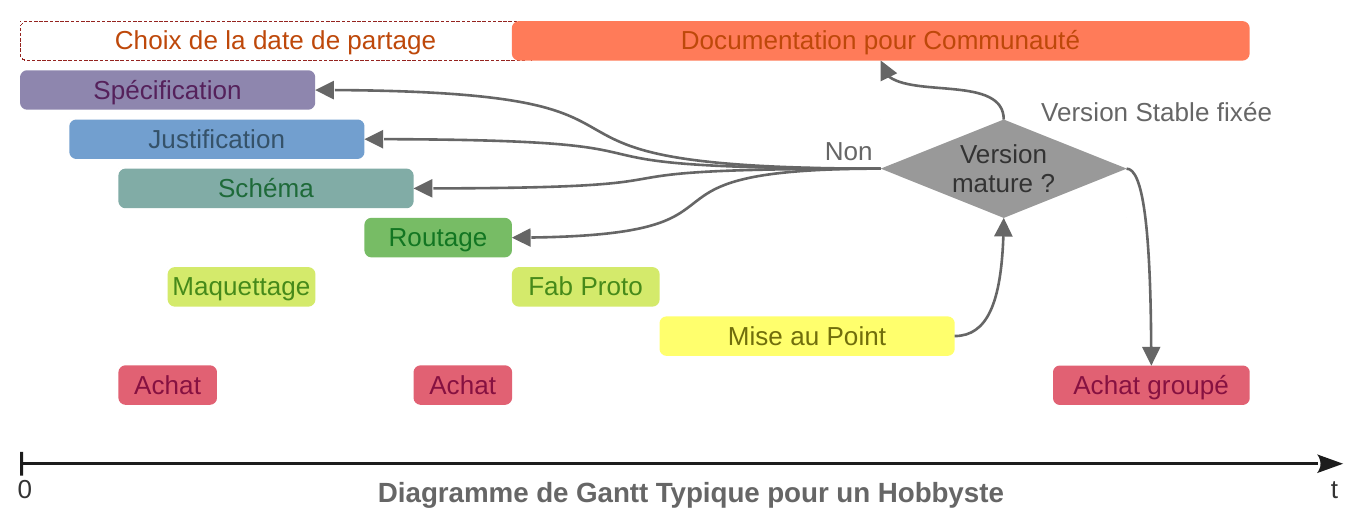 Choix de la date de partage
Documentation pour Communauté
Spécification
Version Stable fixée
Justification
Non
Version
mature ?
Schéma
Routage
Maquettage
Fab Proto
Mise au Point
Achat
Achat
Achat groupé
0
Diagramme de Gantt Typique pour un Hobbyste
t